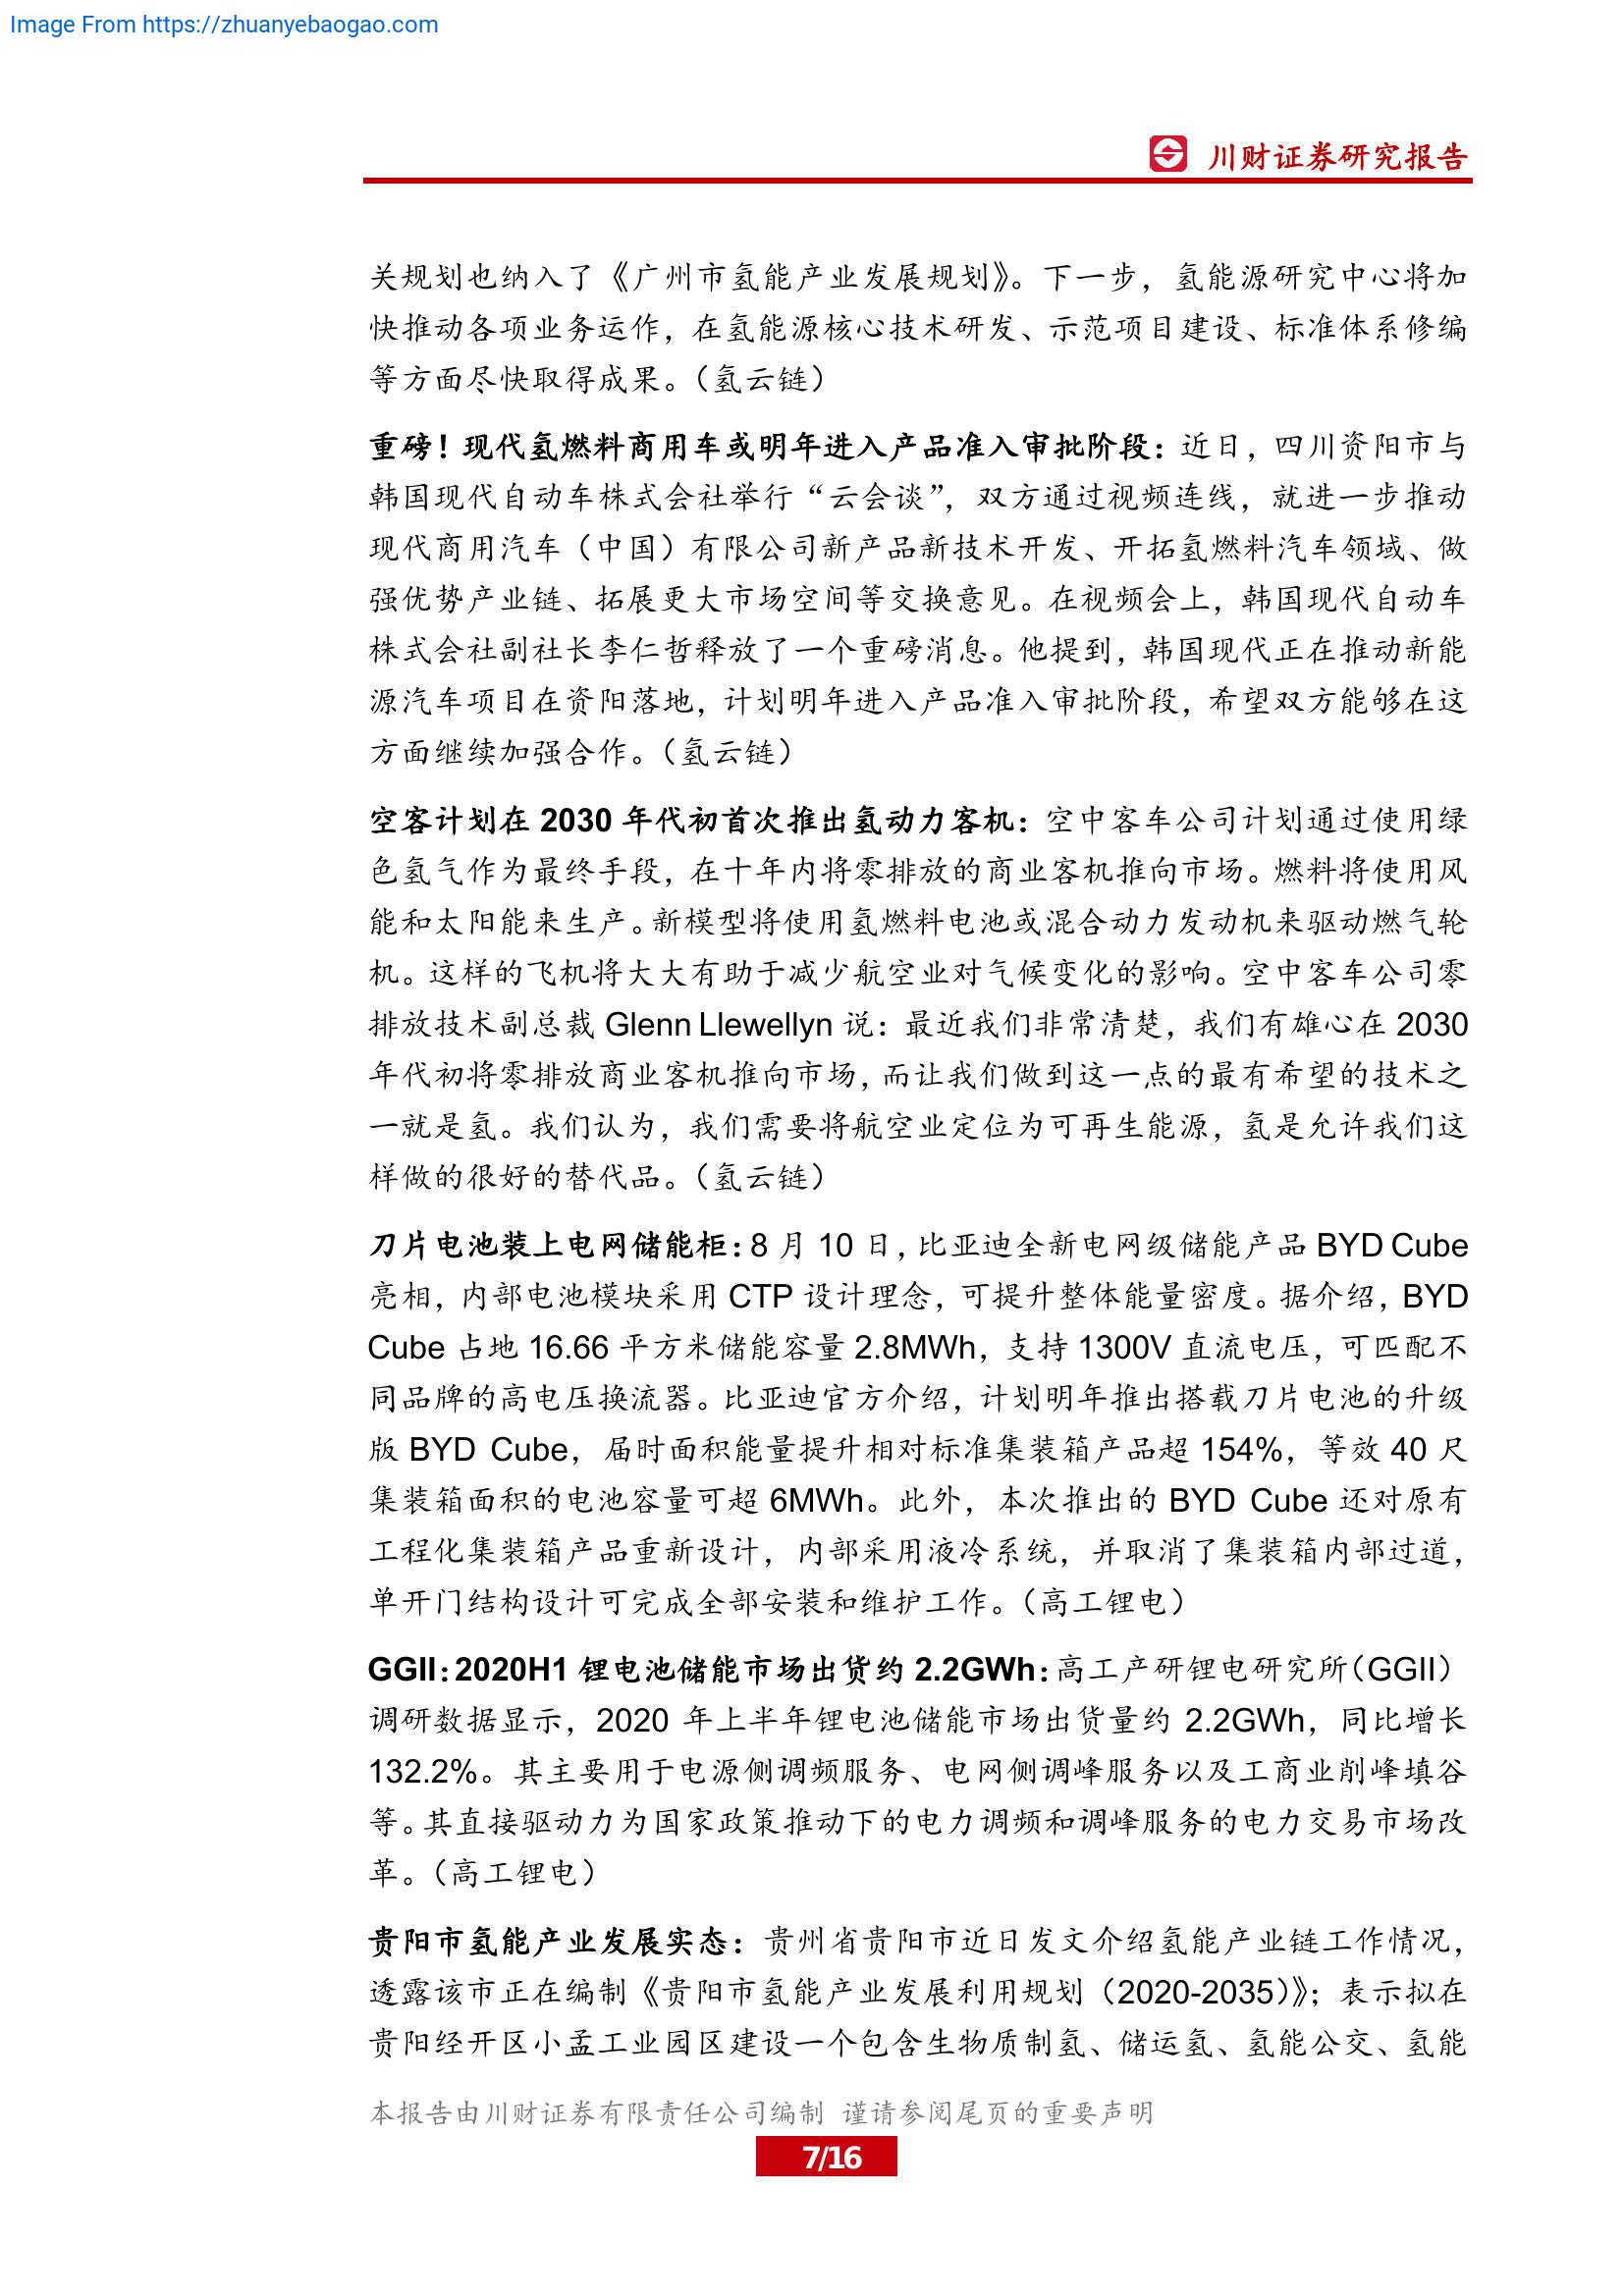 Image From https://zhuanyebaogao.com
川财证券研究报告
关规划也纳入了《广州市氢能产业发展规划》。下一步，氢能源研究中心将加
快推动各项业务运作，在氢能源核心技术研发、示范项目建设、标准体系修编
等方面尽快取得成果。（氢云链）
重磅！现代氢燃料商用车或明年进入产品准入审批阶段：近日，四川资阳市与
韩国现代自动车株式会社举行“云会谈”，双方通过视频连线，就进一步推动
现代商用汽车（中国）有限公司新产品新技术开发、开拓氢燃料汽车领域、做
强优势产业链、拓展更大市场空间等交换意见。在视频会上，韩国现代自动车
株式会社副社长李仁哲释放了一个重磅消息。他提到，韩国现代正在推动新能
源汽车项目在资阳落地，计划明年进入产品准入审批阶段，希望双方能够在这
方面继续加强合作。（氢云链）
空客计划在 2030 年代初首次推出氢动力客机：空中客车公司计划通过使用绿
色氢气作为最终手段，在十年内将零排放的商业客机推向市场。燃料将使用风
能和太阳能来生产。新模型将使用氢燃料电池或混合动力发动机来驱动燃气轮
机。这样的飞机将大大有助于减少航空业对气候变化的影响。空中客车公司零
排放技术副总裁 Glenn Llewellyn 说：最近我们非常清楚，我们有雄心在 2030
年代初将零排放商业客机推向市场，而让我们做到这一点的最有希望的技术之
一就是氢。我们认为，我们需要将航空业定位为可再生能源，氢是允许我们这
样做的很好的替代品。（氢云链）
刀片电池装上电网储能柜：8 月 10 日，比亚迪全新电网级储能产品 BYD Cube
亮相，内部电池模块采用 CTP 设计理念，可提升整体能量密度。据介绍，BYD
Cube 占地 16.66 平方米储能容量 2.8MWh，支持 1300V 直流电压，可匹配不
同品牌的高电压换流器。比亚迪官方介绍，计划明年推出搭载刀片电池的升级
版 BYD Cube，届时面积能量提升相对标准集装箱产品超 154%，等效 40 尺
集装箱面积的电池容量可超 6MWh。此外，本次推出的 BYD Cube 还对原有
工程化集装箱产品重新设计，内部采用液冷系统，并取消了集装箱内部过道，
单开门结构设计可完成全部安装和维护工作。（高工锂电）
GGII：2020H1 锂电池储能市场出货约 2.2GWh：高工产研锂电研究所（GGII）
调研数据显示，2020 年上半年锂电池储能市场出货量约 2.2GWh，同比增长
132.2%。其主要用于电源侧调频服务、电网侧调峰服务以及工商业削峰填谷
等。其直接驱动力为国家政策推动下的电力调频和调峰服务的电力交易市场改
革。（高工锂电）
贵阳市氢能产业发展实态：贵州省贵阳市近日发文介绍氢能产业链工作情况，
透露该市正在编制《贵阳市氢能产业发展利用规划（2020-2035）》；表示拟在
贵阳经开区小孟工业园区建设一个包含生物质制氢、储运氢、氢能公交、氢能
本报告由川财证券有限责任公司编制 谨请参阅尾页的重要声明
7/16